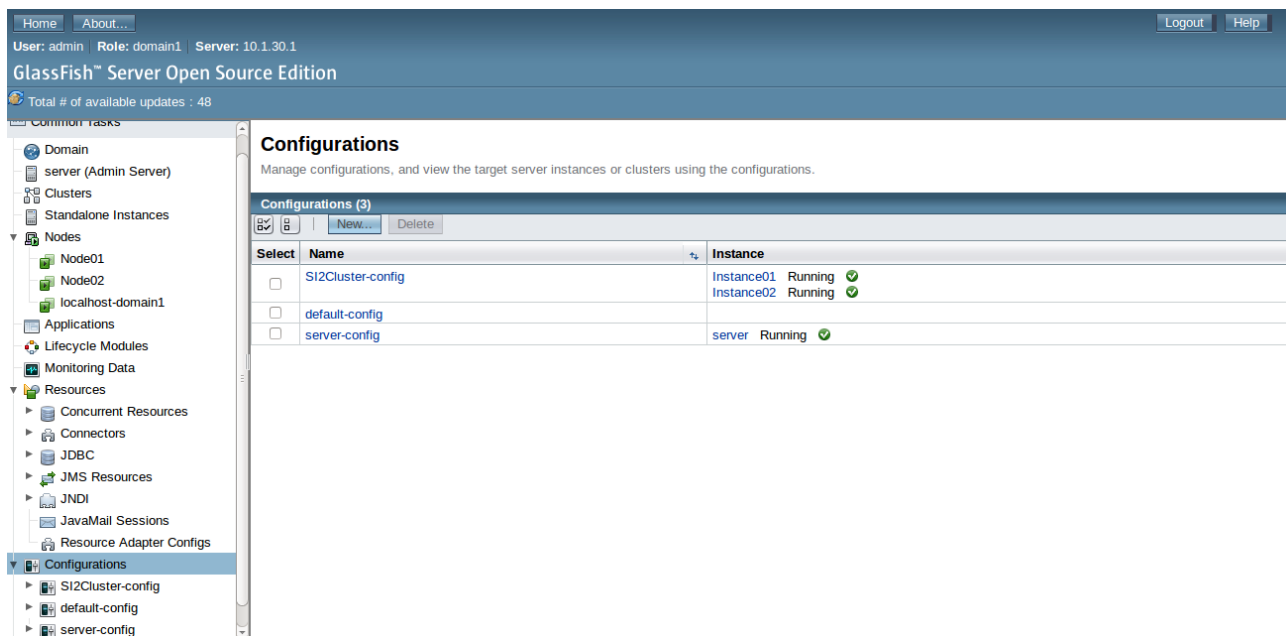 Home About... Logout Help
User: admin Role: domain1 Server: 10.1.30.1
GlassFish™ Server Open Source Edition
Total # of available updates : 48
Common Tasks
Domain
server (Admin Server)
Clusters
Standalone Instances
Nodes
Node01
Node02
localhost-domain1
Applications
Lifecycle Modules
Monitoring Data
Resources
Concurrent Resources
Connectors
JDBC
JMS Resources
JNDI
JavaMail Sessions
Resource Adapter Configs
Configurations
SI2Cluster-config
default-config
server-config
Configurations
Manage configurations, and view the target server instances or clusters using the configurations.
Configurations (3)
New... Delete
Select Name Instance
SI2Cluster-config Instance01 Running
Instance02 Running
default-config
server-config server Running